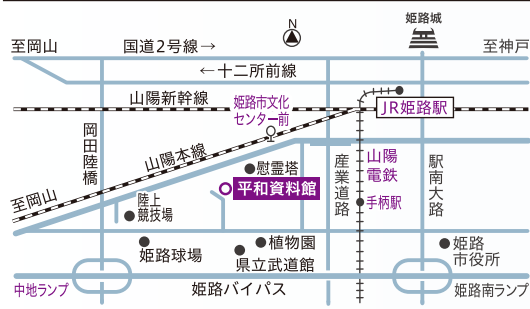 N
姫路城
至岡山
国道2号線→
至神戸
←十二所前線
山陽新幹線
姫路市文化
センター前
JR姫路駅
岡田陸橋
山陽本線
慰霊塔
産業道路
山陽
電鉄
駅南大路
平和資料館
至岡山
陸上
競技場
手柄駅
姫路球場
植物園
県立武道館
姫路
市役所
中地ランプ
姫路バイパス
姫路南ランプ